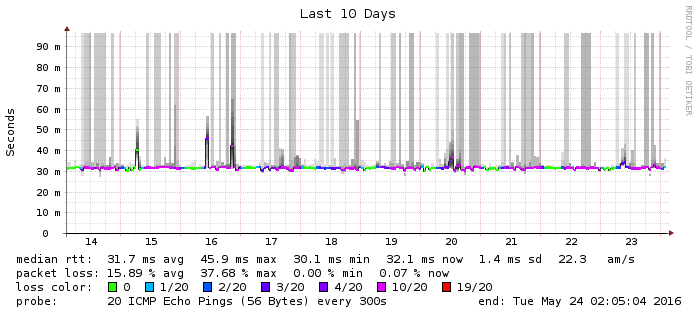 Last 10 Days
RRDTOOL / TOBI OETIKER
Seconds
90 m
80 m
70 m
60 m
50 m
40 m
30 m
20 m
10 m
0
14 15 16 17 18 19 20 21 22 23
median rtt: 31.7 ms avg 45.9 ms max 30.1 ms min 32.1 ms now 1.4 ms sd 22.3 am/s
packet loss: 15.89 % avg 37.68 % max 0.00 % min 0.07 % now
loss color: 0 1/20 2/20 3/20 4/20 10/20 19/20
probe: 20 ICMP Echo Pings (56 Bytes) every 300s end: Tue May 24 02:05:04 2016